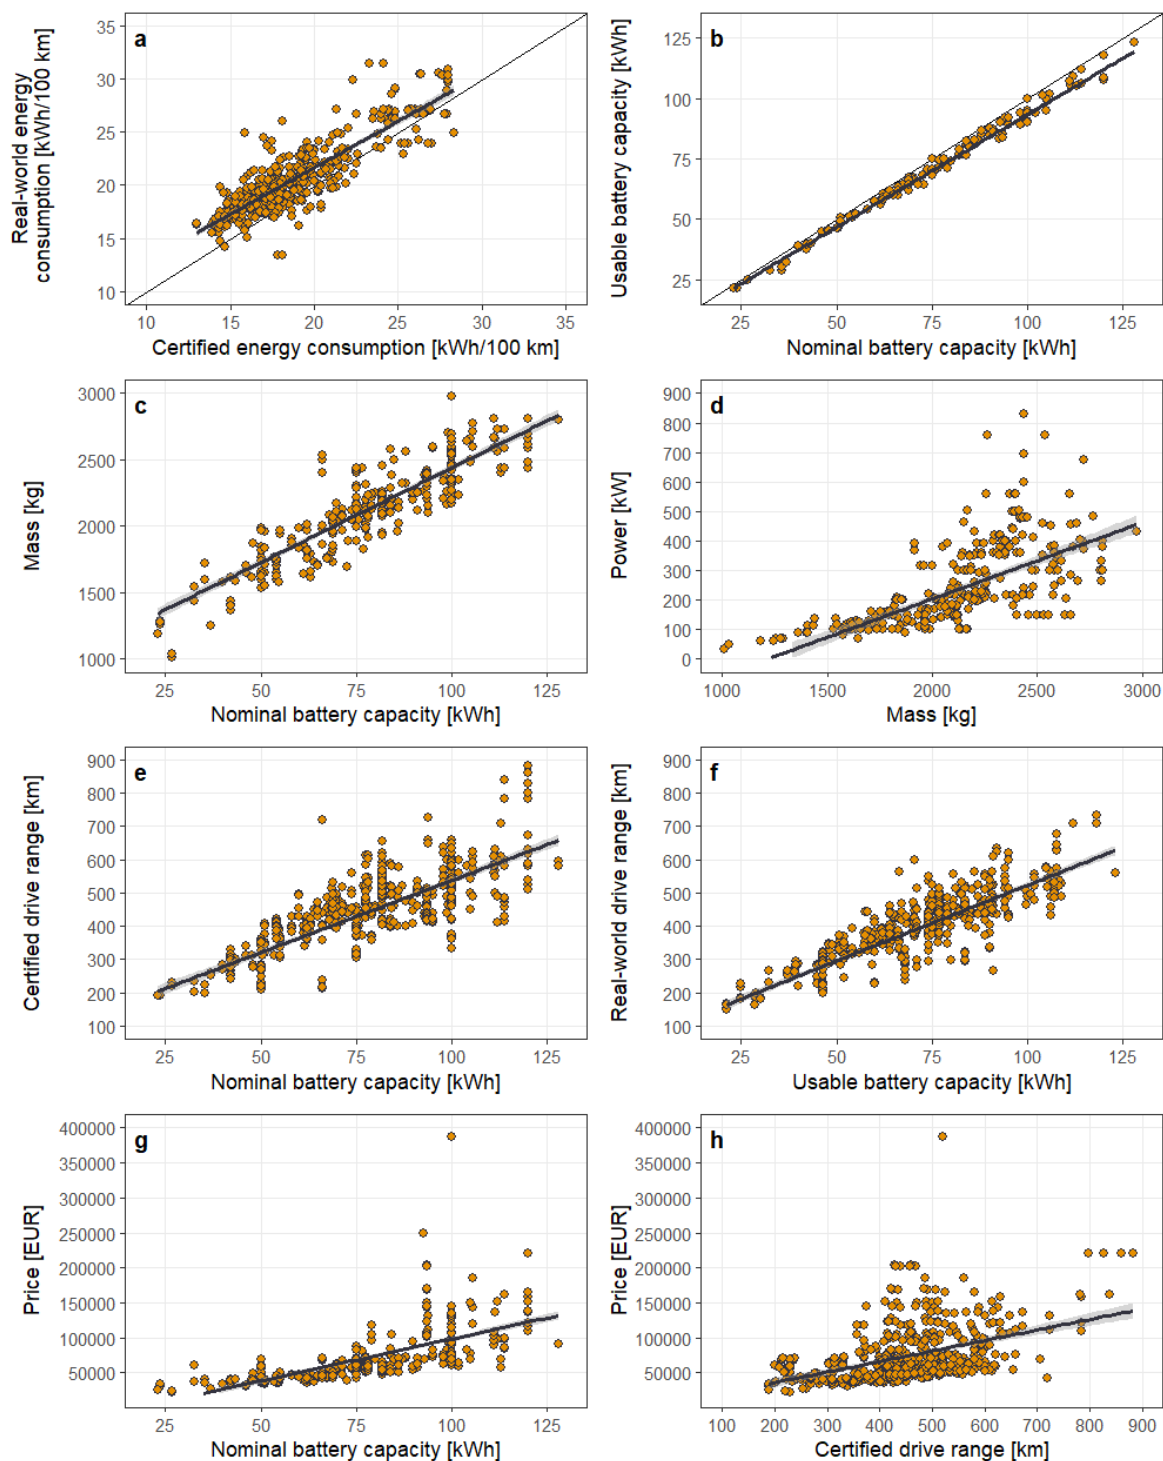 a
35
30
25
20
15
10
Real-world energy
consumption [kWh/100 km]
10 15 20 25 30 35
Certified energy consumption [kWh/100 km]
b
125
100
75
50
25
Usable battery capacity [kWh]
25 50 75 100 125
Nominal battery capacity [kWh]
c
3000
2500
2000
1500
1000
Mass [kg]
25 50 75 100 125
Nominal battery capacity [kWh]
d
900
800
700
600
500
400
300
200
100
0
Power [kW]
1000 1500 2000 2500 3000
Mass [kg]
e
900
800
700
600
500
400
300
200
100
Certified drive range [km]
25 50 75 100 125
Nominal battery capacity [kWh]
f
900
800
700
600
500
400
300
200
100
Real-world drive range [km]
25 50 75 100 125
Usable battery capacity [kWh]
g
400000
350000
300000
250000
200000
150000
100000
50000
Price [EUR]
25 50 75 100 125
Nominal battery capacity [kWh]
h
400000
350000
300000
250000
200000
150000
100000
50000
Price [EUR]
100 200 300 400 500 600 700 800 900
Certified drive range [km]